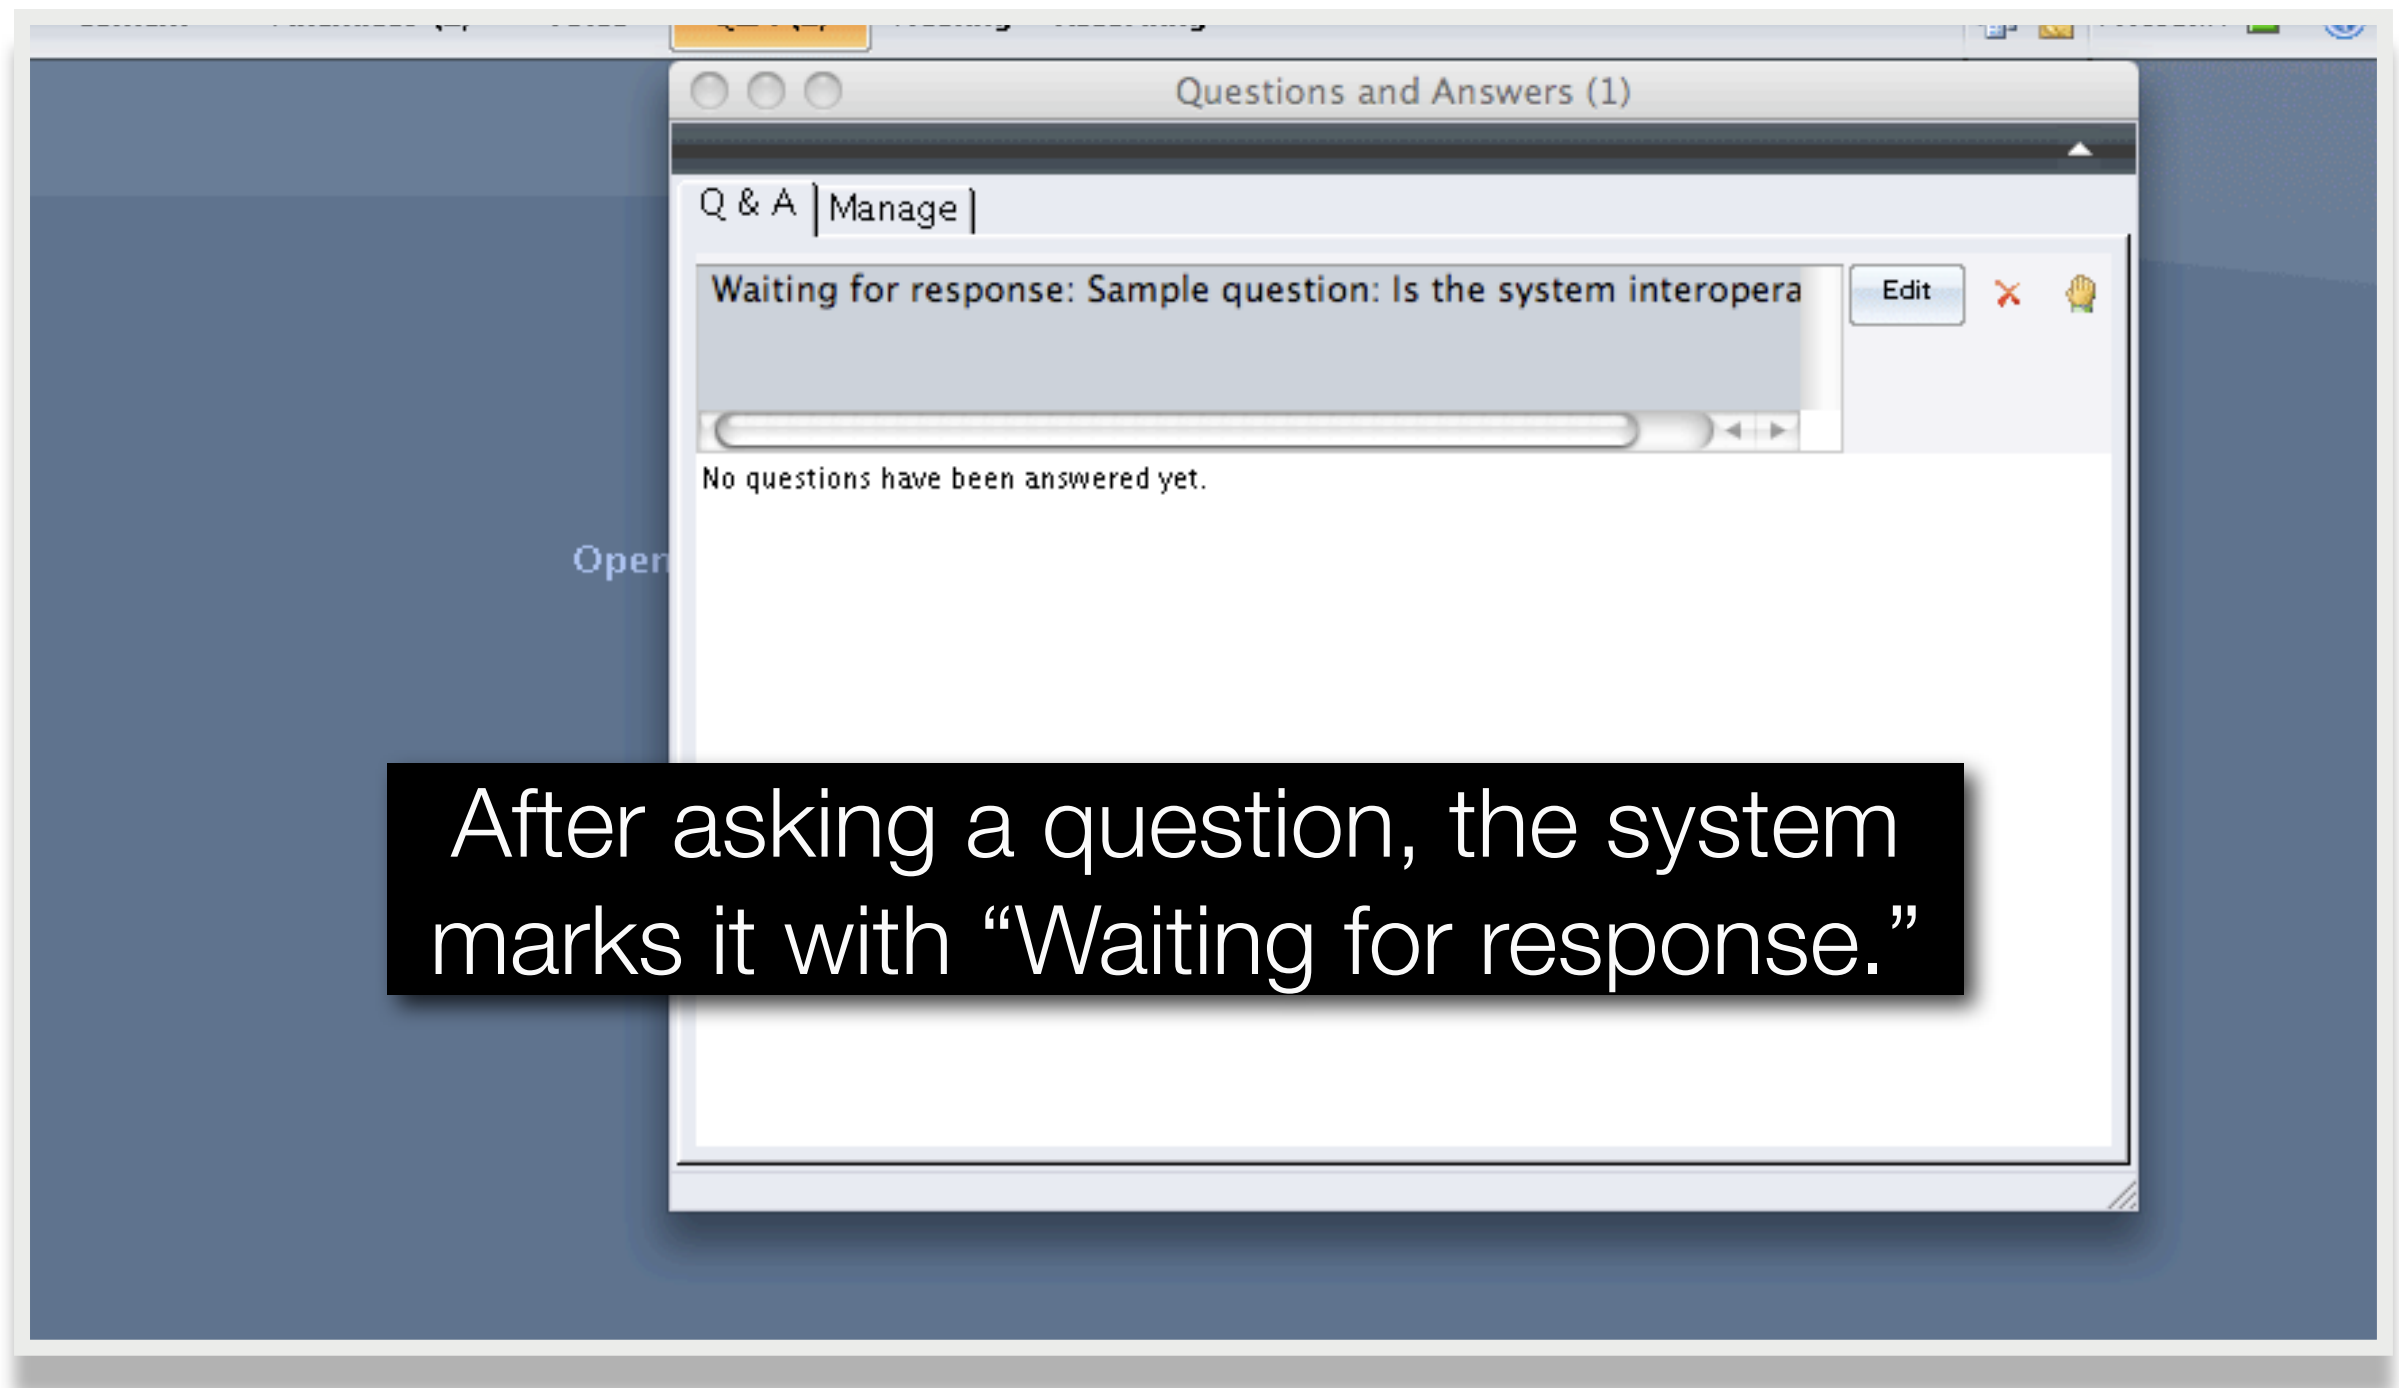 Questions and Answers (1)
Q & A
Manage
Waiting for response: Sample question: Is the system interopera
Edit
No questions have been answered yet.
Open
After asking a question, the system
marks it with “Waiting for response.”